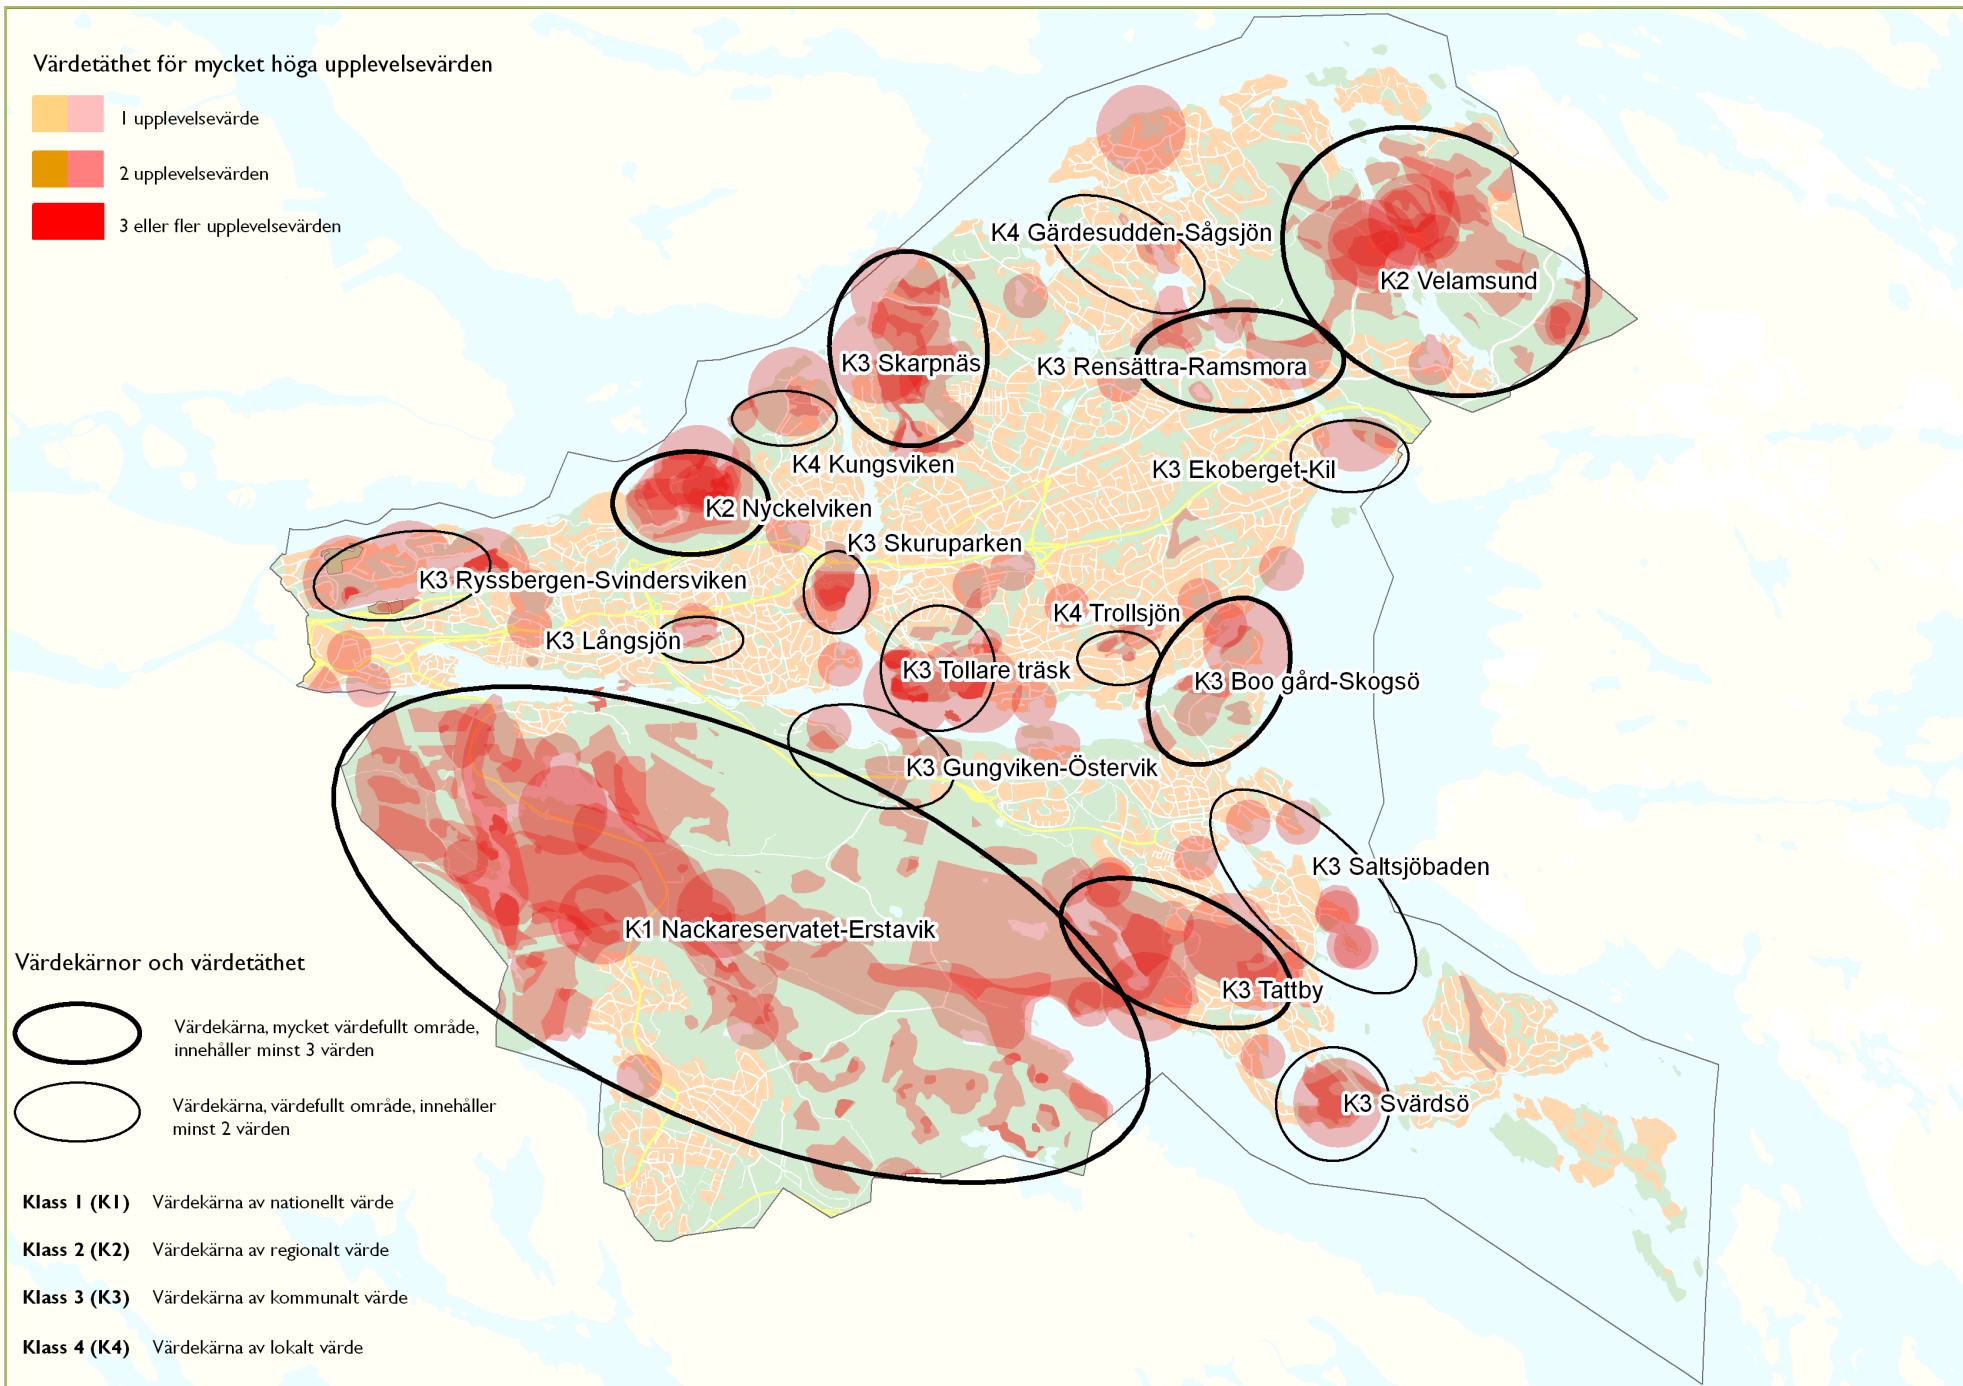 Värdetäthet för mycket höga upplevelsevärden
1 upplevelsevärde
2 upplevelsevärden
3 eller fler upplevelsevärden
K4 Gärdesudden-Sågsjön
K2 Velamsund
K3 Skarpnäs
K3 Rensättra-Ramsmora
K4 Kungsviken
K3 Ekoberget-Kil
K2 Nyckelviken
K3 Skuruparken
K3 Ryssbergen-Svindersviken
K4 Trollsjön
K3 Långsjön
K3 Tollare träsk
K3 Boo gård-Skogsö
K3 Gungviken-Östervik
K3 Saltsjöbaden
K1 Nackareservatet-Erstavik
K3 Tattby
K3 Svärdsö
Värdekärnor och värdetäthet
Värdekärna, mycket värdefullt område,
innehåller minst 3 värden
Värdekärna, värdefullt område, innehåller
minst 2 värden
Klass 1 (K1) Värdekärna av nationellt värde
Klass 2 (K2) Värdekärna av regionalt värde
Klass 3 (K3) Värdekärna av kommunalt värde
Klass 4 (K4) Värdekärna av lokalt värde